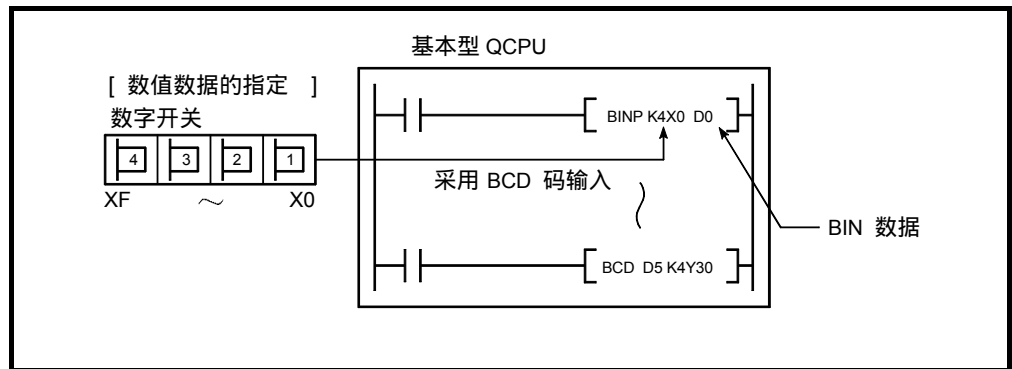 基本型 QCPU
[ 数值数据的指定 ]
数字开关
4 3 2 1
XF ～ X0
BINP K4X0 D0
采用 BCD 码输入
BIN 数据
BCD D5 K4Y30